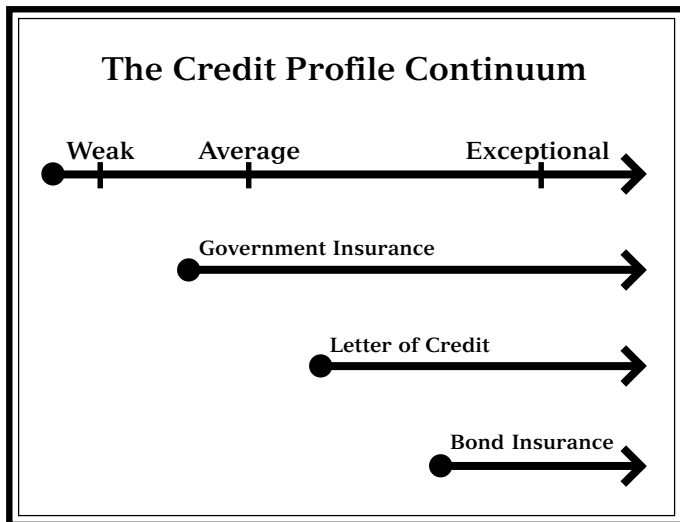 The Credit Profile Continuum
Weak Average Exceptional
Government Insurance
Letter of Credit
Bond Insurance